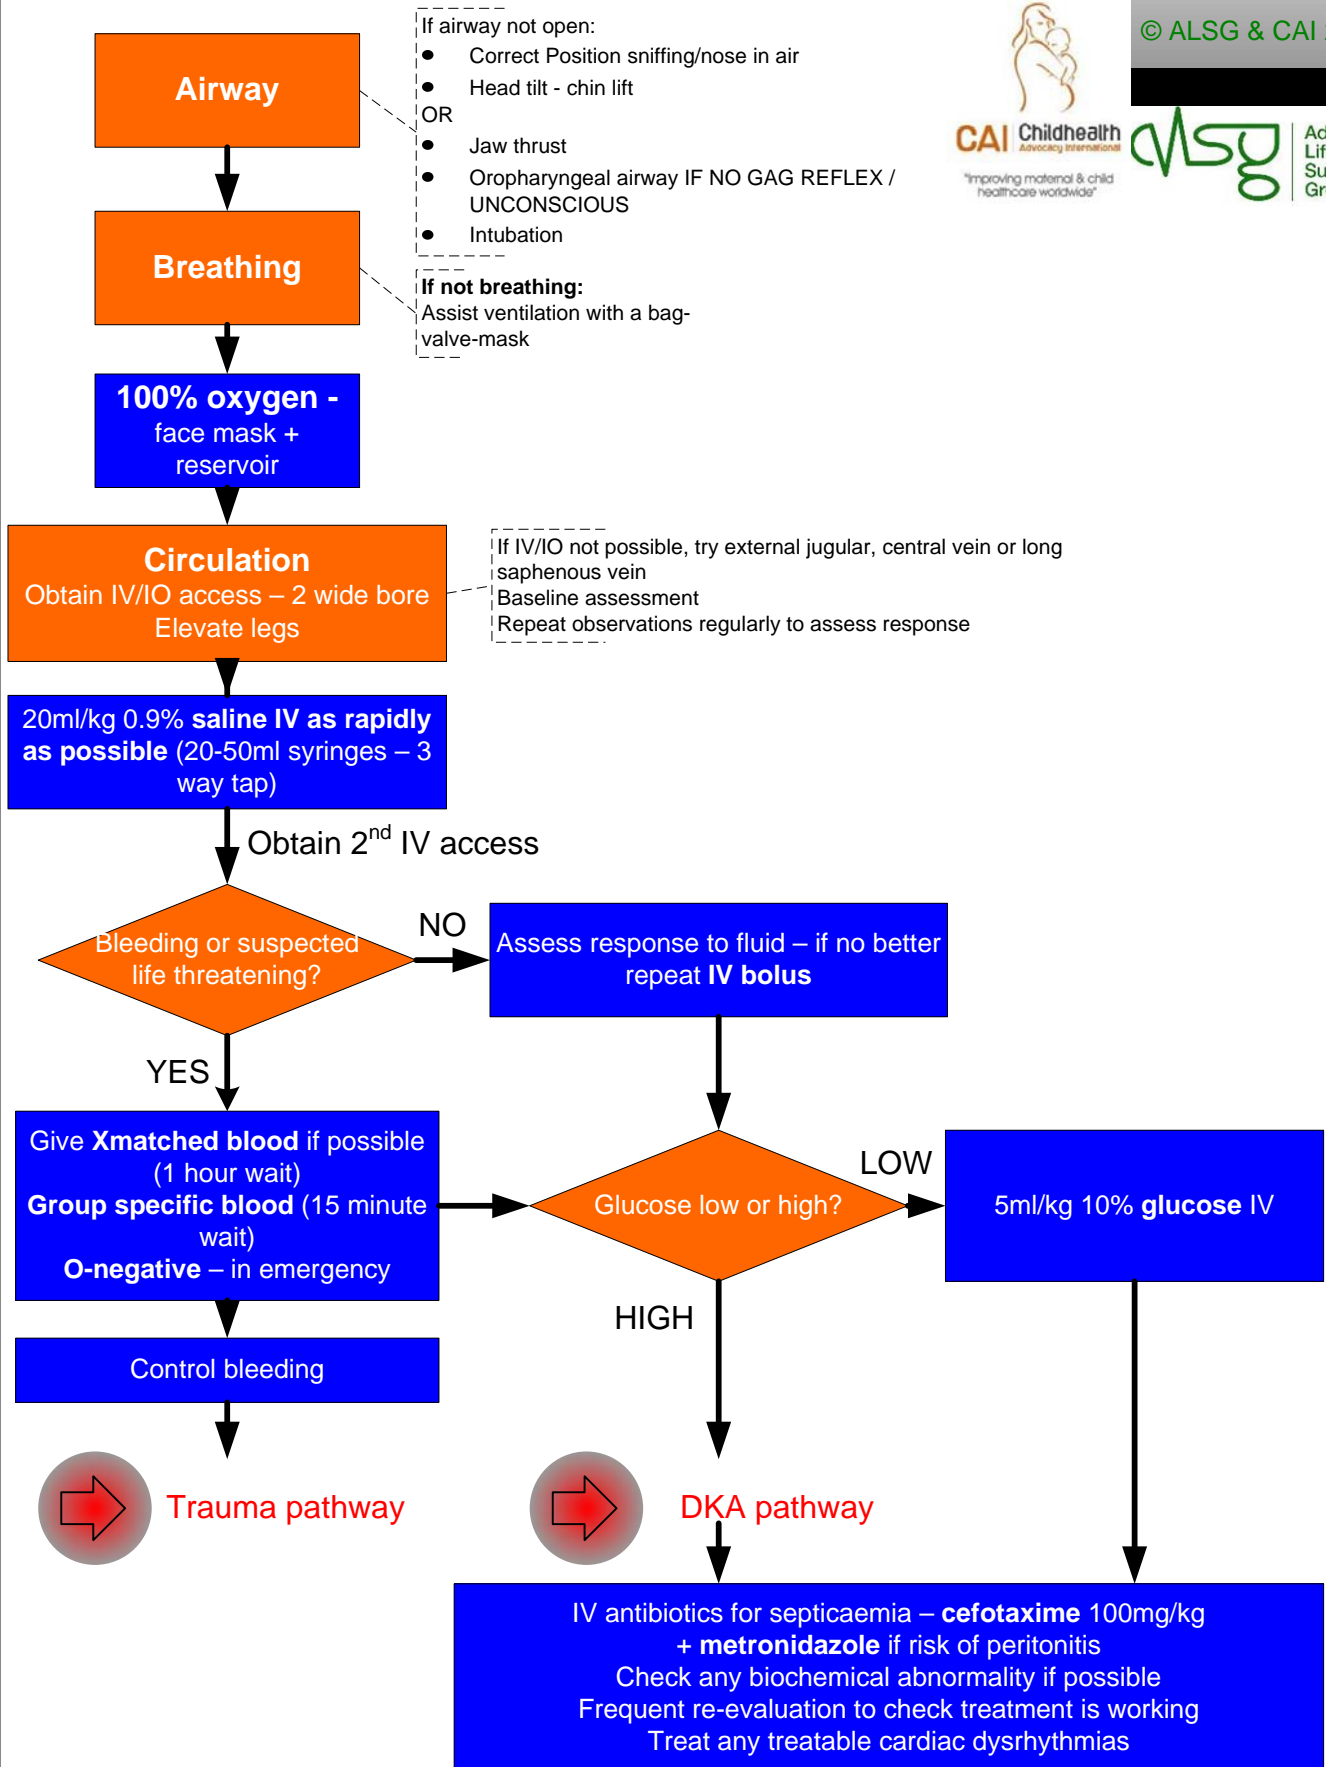 Airway
If airway not open:
● Correct Position sniffing/nose in air
● Head tilt - chin lift
OR
● Jaw thrust
● Oropharyngeal airway IF NO GAG REFLEX /
UNCONSCIOUS
● Intubation
CAI Childhealth
Advocacy International
"Improving maternal & child
healthcare worldwide"
© ALSG & CAI
alsg
Breathing
If not breathing:
Assist ventilation with a bag-
valve-mask
100% oxygen -
face mask +
reservoir
Circulation
Obtain IV/IO access – 2 wide bore
Elevate legs
If IV/IO not possible, try external jugular, central vein or long
saphenous vein
Baseline assessment
Repeat observations regularly to assess response
20ml/kg 0.9% saline IV as rapidly
as possible (20-50ml syringes – 3
way tap)
Obtain 2nd IV access
Bleeding or suspected
life threatening?
NO
Assess response to fluid – if no better
repeat IV bolus
YES
Give Xmatched blood if possible
(1 hour wait)
Group specific blood (15 minute
wait)
O-negative – in emergency
Glucose low or high?
LOW
5ml/kg 10% glucose IV
HIGH
Control bleeding
Trauma pathway
DKA pathway
IV antibiotics for septicaemia – cefotaxime 100mg/kg
+ metronidazole if risk of peritonitis
Check any biochemical abnormality if possible
Frequent re-evaluation to check treatment is working
Treat any treatable cardiac dysrhythmias